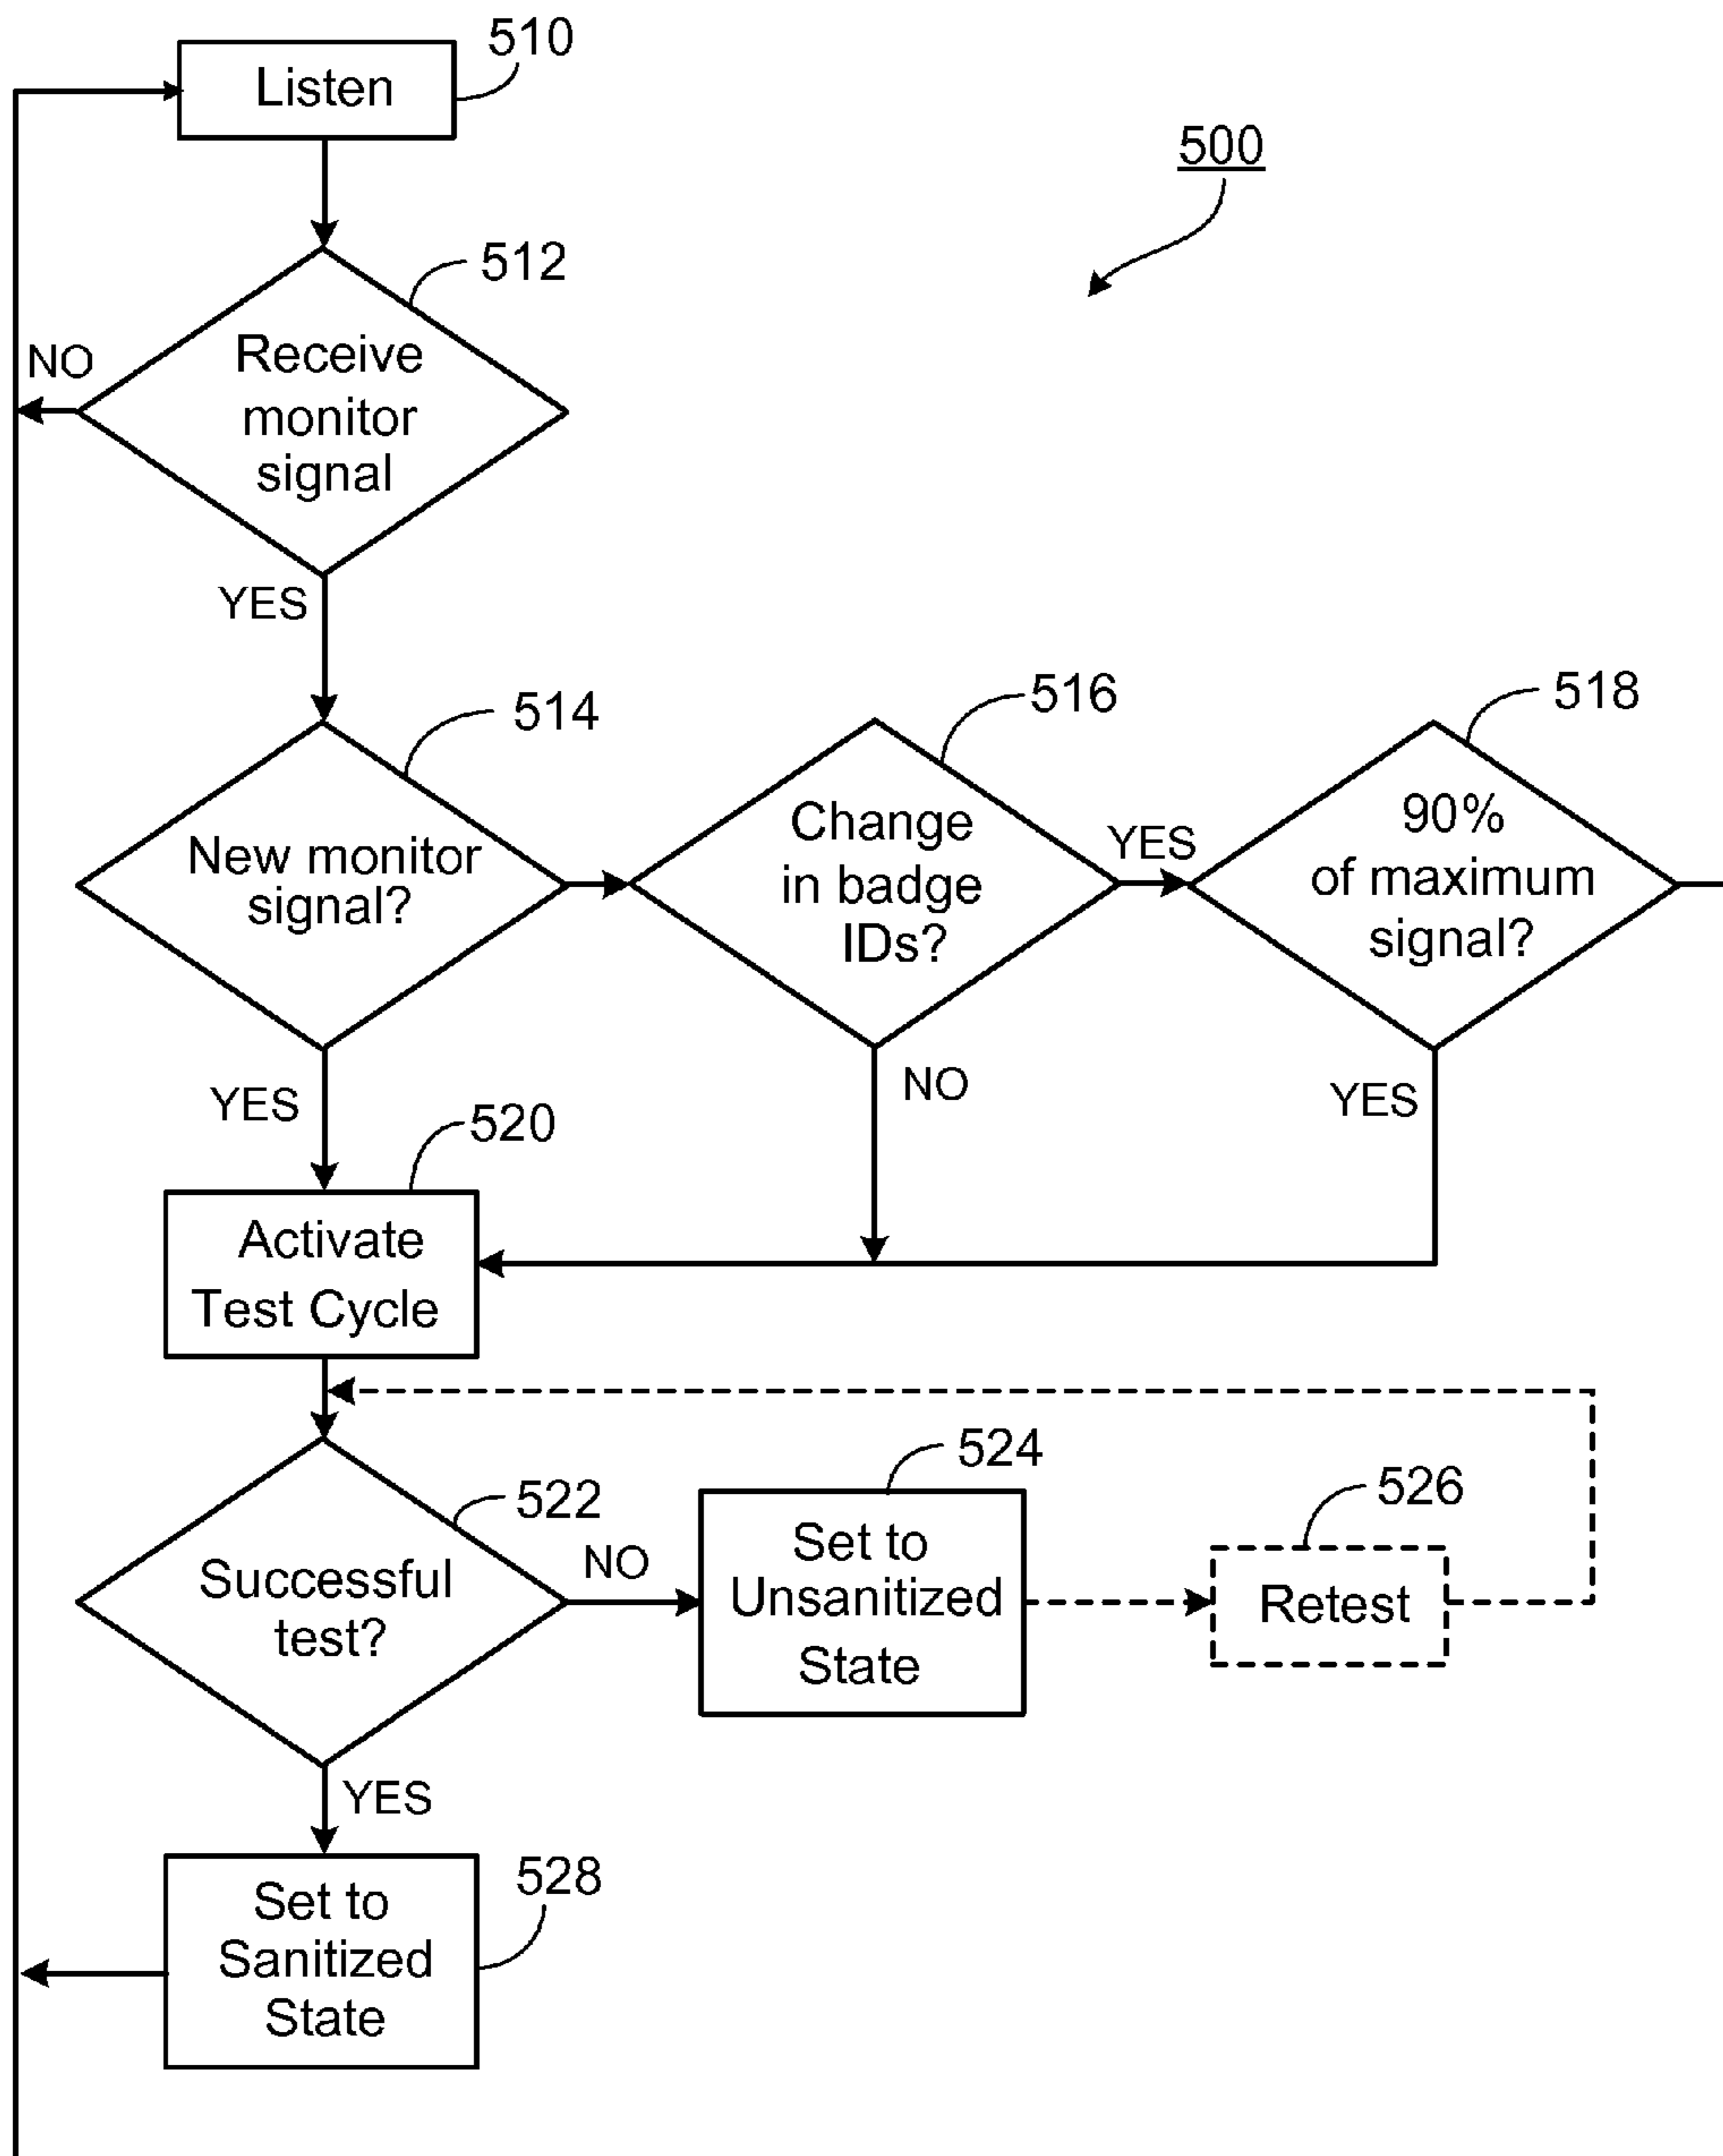 510
Listen
500
512
NO
Receive
monitor
signal
YES
514
516
518
New monitor
signal?
Change
in badge
IDs?
YES
90%
of maximum
signal?
YES
NO
YES
520
Activate
Test Cycle
522
Successful
test?
NO
524
Set to
Unsanitized
State
526
Retest
YES
528
Set to
Sanitized
State